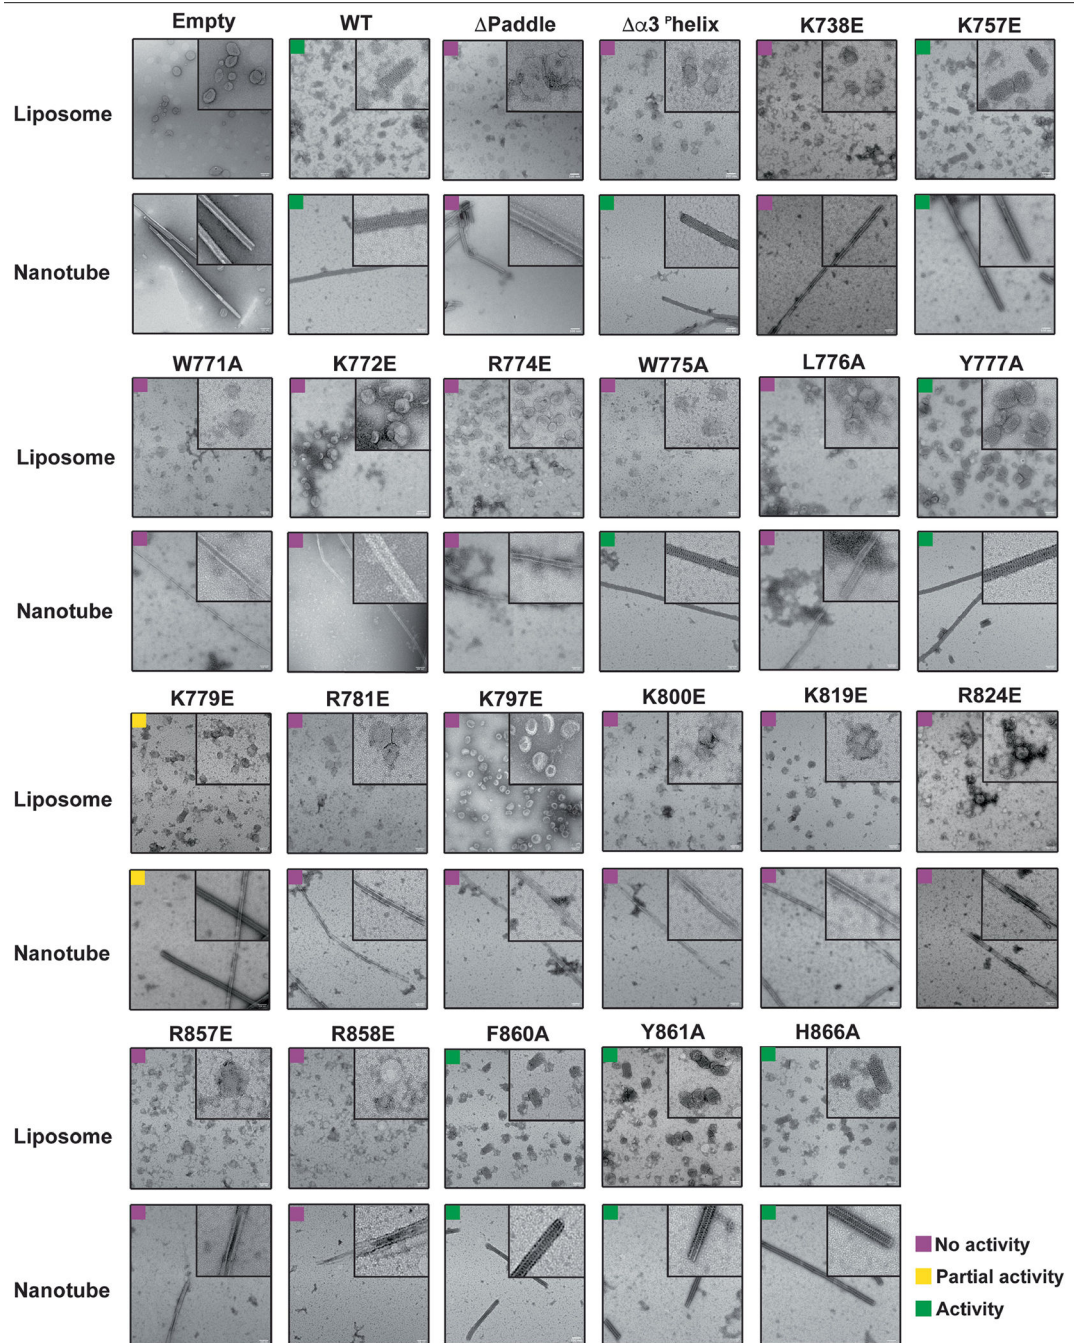 Empty WT ΔPaddle Δα3 ᴾhelix K738E K757E
Liposome
Nanotube
W771A K772E R774E W775A L776A Y777A
Liposome
Nanotube
K779E R781E K797E K800E K819E R824E
Liposome
Nanotube
R857E R858E F860A Y861A H866A
Liposome
Nanotube
No activity
Partial activity
Activity